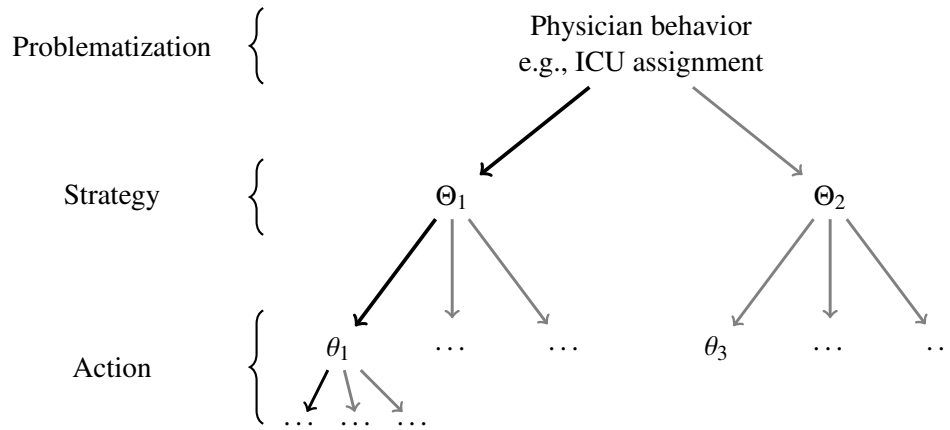 Problematization
Physician behavior
e.g., ICU assignment
Strategy
Θ₁
Θ₂
Action
θ₁
...
...
θ₃
...
..
... ... ...